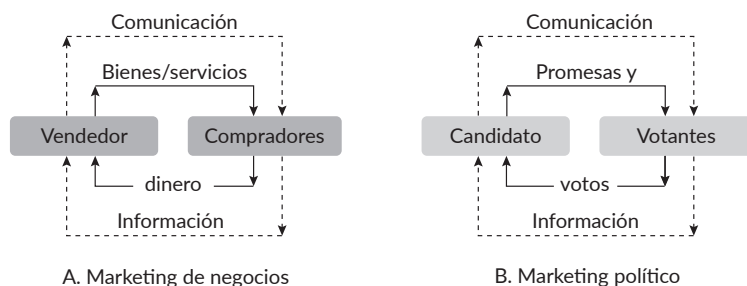 Comunicación
Bienes/servicios
Vendedor
Compradores
dinero
Información
A. Marketing de negocios
Comunicación
Promesas y
Candidato
Votantes
votos
Información
B. Marketing político